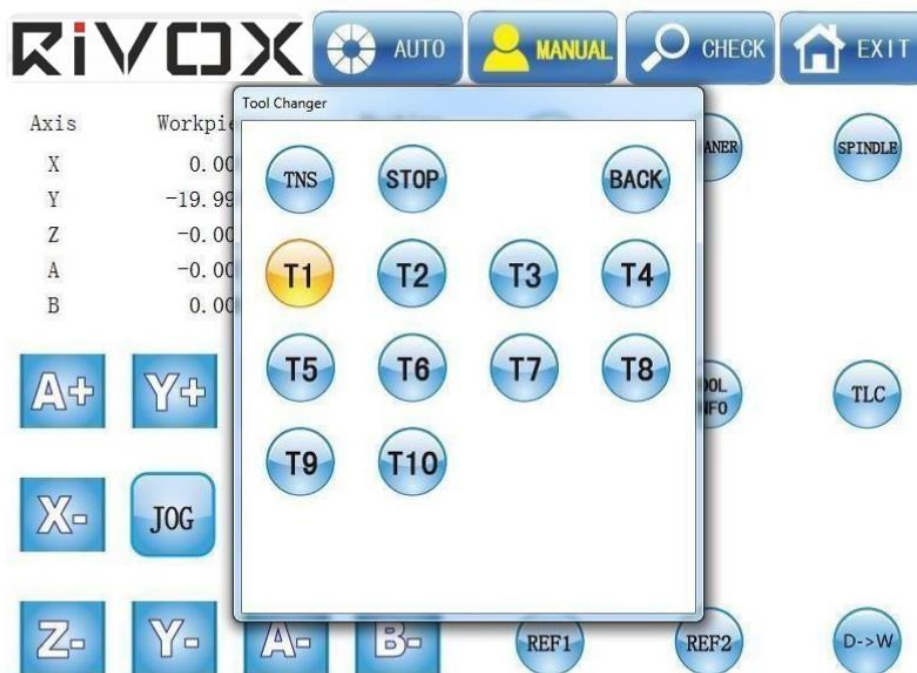 RiVOX AUTO MANUAL CHECK EXIT
Tool Changer
Axis
X 0.00
Y -19.99
Z -0.00
A -0.00
B 0.00
SPINDLE
TNS STOP BACK
T1 T2 T3 T4
T5 T6 T7 T8
T9 T10
A+ Y+
TLC
X- JOG
Z- Y- A- B- REF1 REF2 D->W